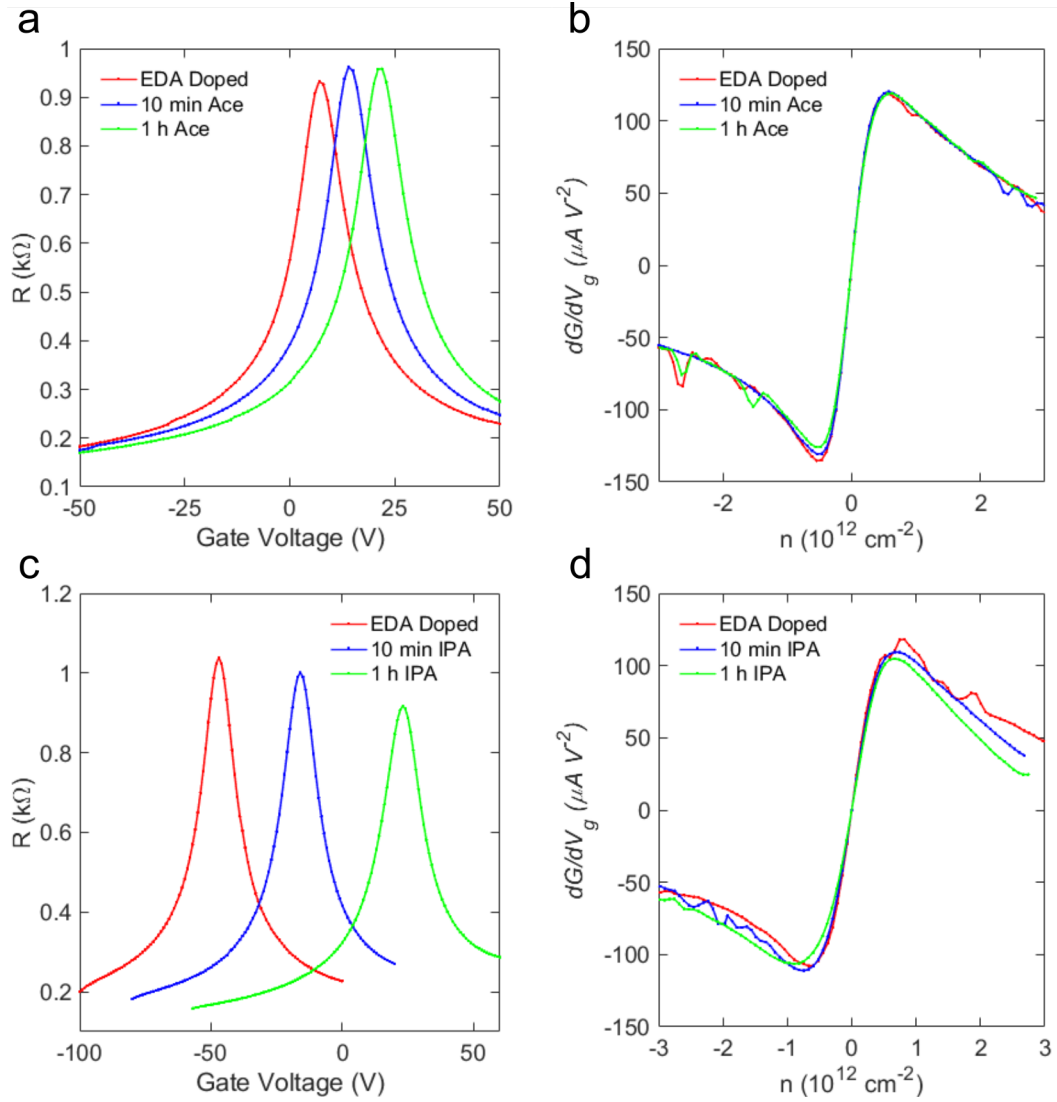 a
1
0.9
0.8
0.7
0.6
0.5
0.4
0.3
0.2
0.1
R (kΩ)
EDA Doped
10 min Ace
1 h Ace
-50 -25 0 25 50
Gate Voltage (V)
b
150
100
50
0
-50
-100
-150
dG/dV_g (μA V^-2)
EDA Doped
10 min Ace
1 h Ace
-2 0 2
n (10^12 cm^-2)
c
1.2
1
0.8
0.6
0.4
0.2
R (kΩ)
EDA Doped
10 min IPA
1 h IPA
-100 -50 0 50
Gate Voltage (V)
d
150
100
50
0
-50
-100
-150
dG/dV_g (μA V^-2)
EDA Doped
10 min IPA
1 h IPA
-3 -2 -1 0 1 2 3
n (10^12 cm^-2)